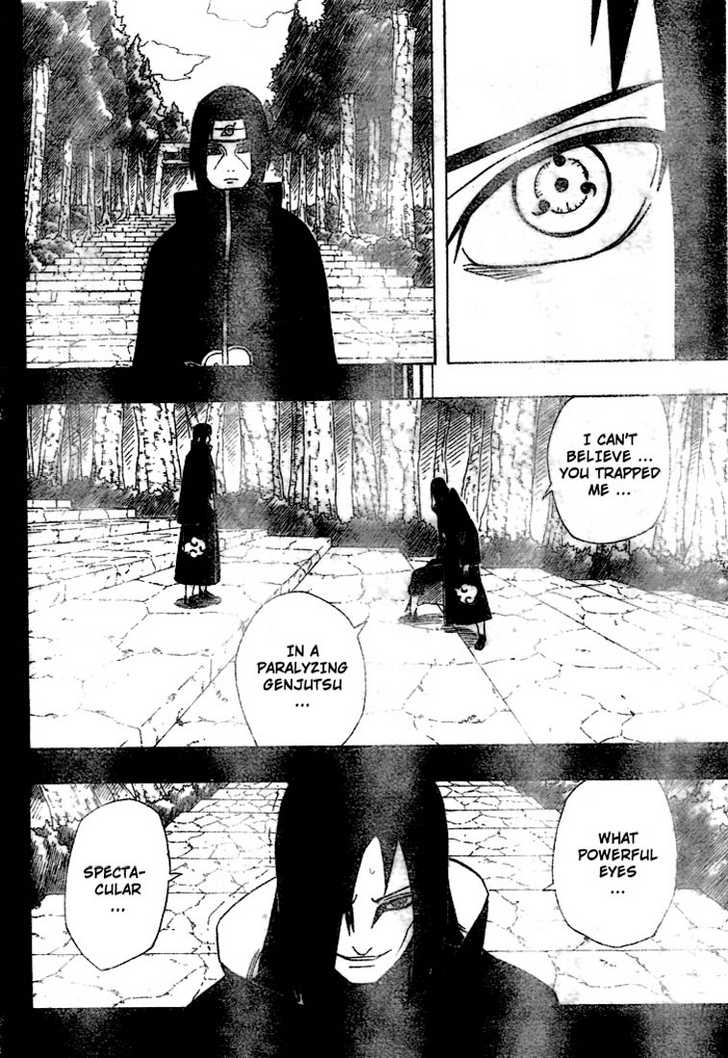 I CAN'T
BELIEVE ...
YOU TRAPPED
ME ...
IN A
PARALYZING
GENJUTSU
...
WHAT
POWERFUL
EYES
...
SPECTA-
CULAR
...